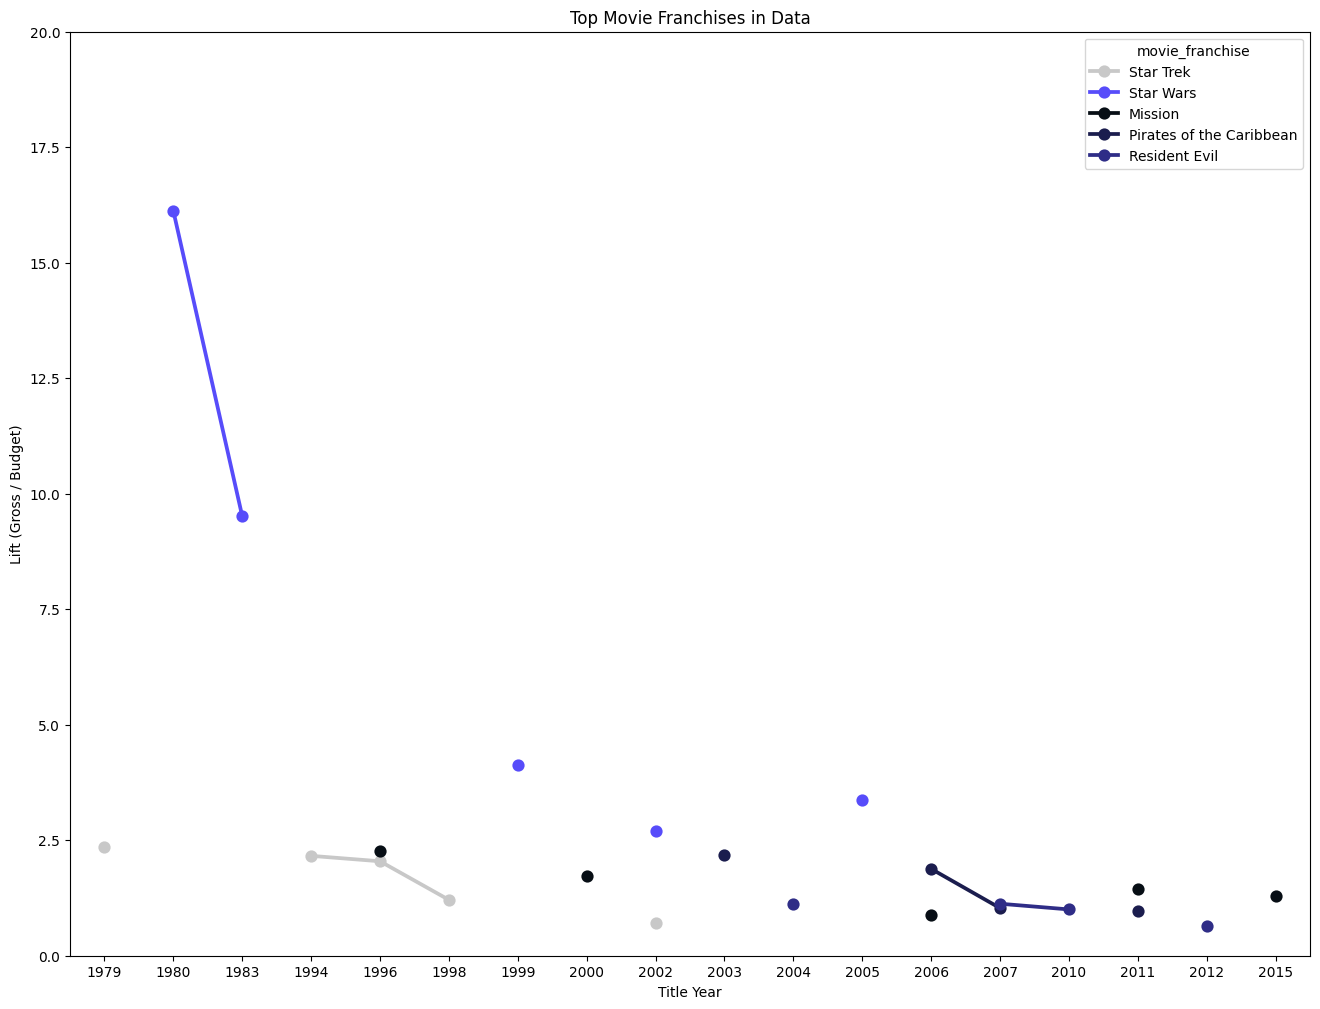 Top Movie Franchises in Data
20.0
17.5
15.0
12.5
10.0
7.5
5.0
2.5
0.0
Lift (Gross / Budget)
movie_franchise
Star Trek
Star Wars
Mission
Pirates of the Caribbean
Resident Evil
1979 1980 1983 1994 1996 1998 1999 2000 2002 2003 2004 2005 2006 2007 2010 2011 2012 2015
Title Year